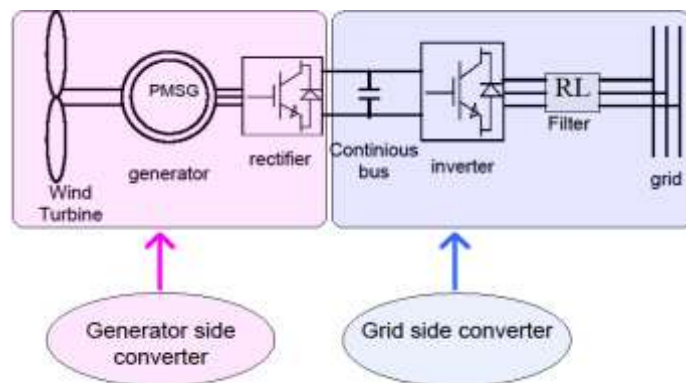 PMSG
RL
Filter
Wind
Turbine
generator
rectifier
Continious
bus
inverter
grid
Generator side
converter
Grid side converter